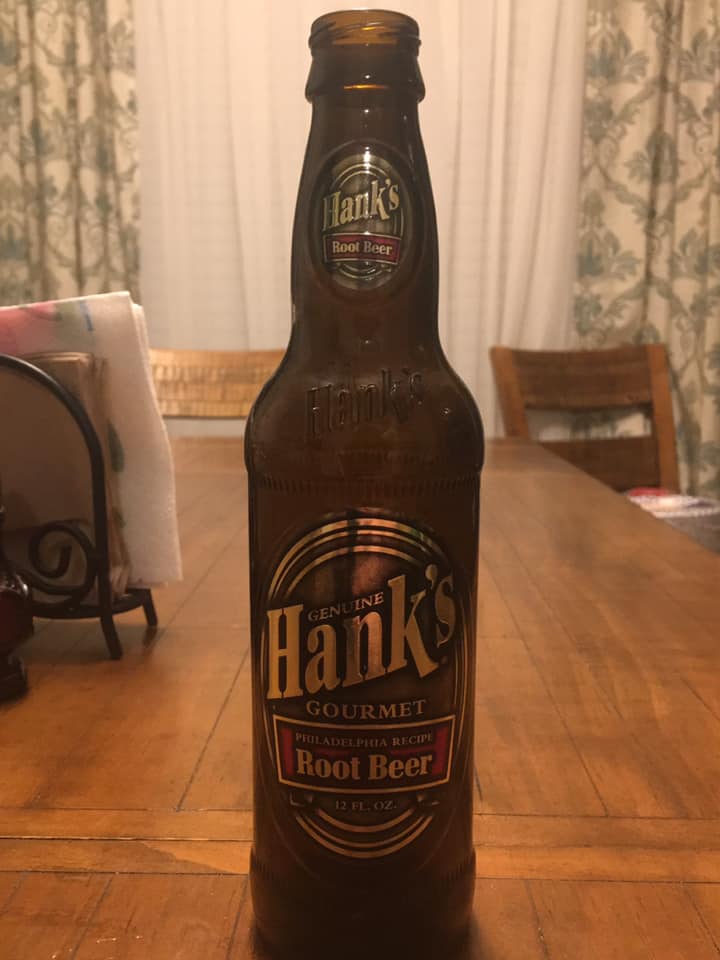 Hank's
Root Beer
Hank's
GENUINE
Hank's
GOURMET
PHILADELPHIA RECIPE
Root Beer
12 FL. OZ.